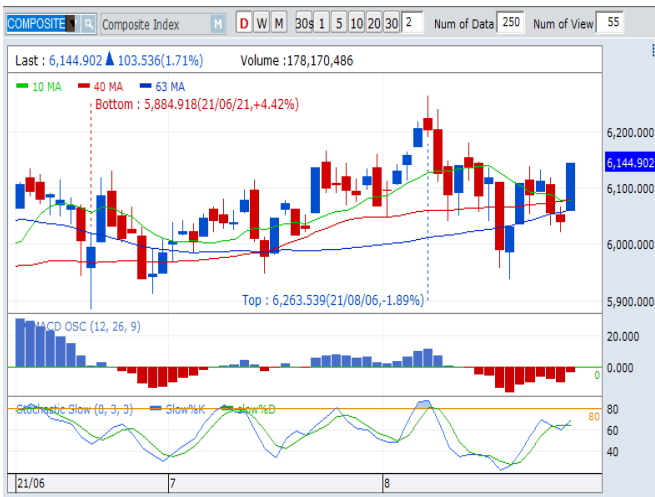 COMPOSITE Composite Index M D W M 30s 1 5 10 20 30 2 Num of Data 250 Num of View 55
Last : 6,144.902 ▲ 103.536(1.71%) Volume :178,170,486
10 MA 40 MA 63 MA
Bottom : 5,884.918(21/06/21,+4.42%)
6,200.000
6,144.902
6,100.000
6,000.000
Top : 6,263.539(21/08/06,-1.89%)
5,900.000
MACD OSC (12, 26, 9)
20.000
0.000
0
Stochastic Slow (8, 3, 3) Slow%K slow%D
80
80
60
40
21/06 7 8